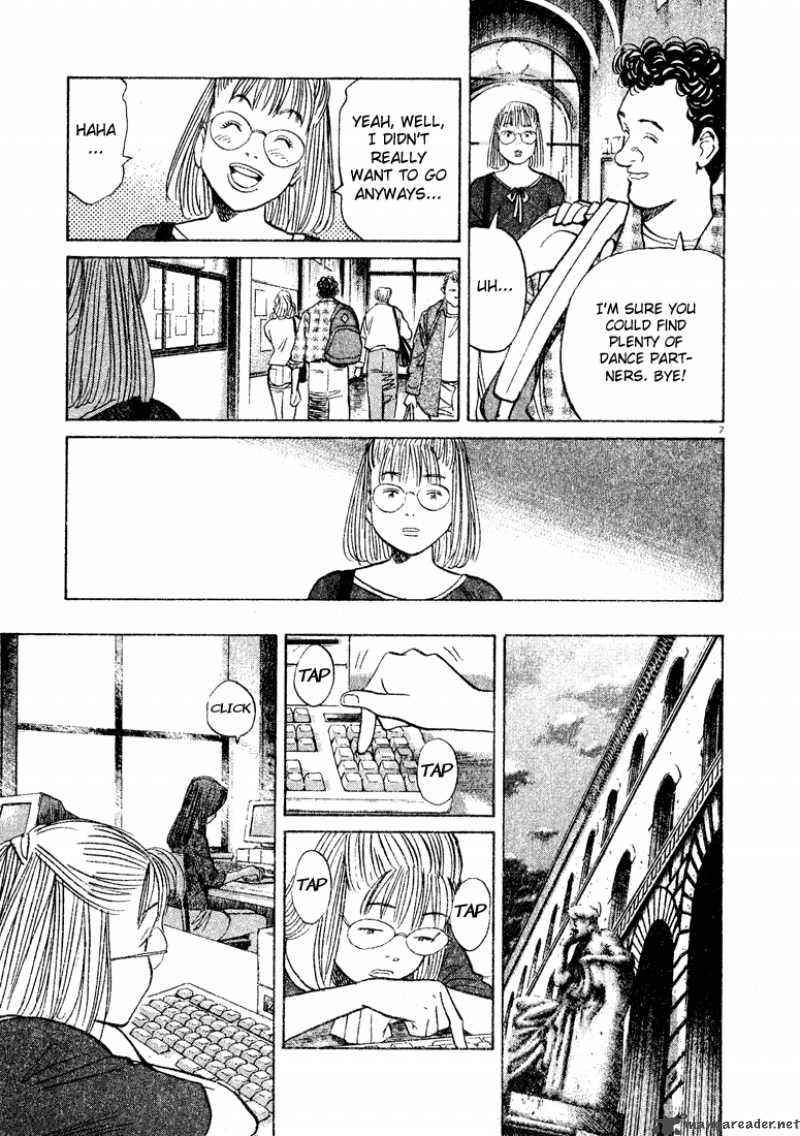 I'M SURE YOU
COULD FIND
PLENTY OF
DANCE PART-
NERS. BYE!
UH...
YEAH, WELL,
I DIDN'T
REALLY
WANT TO GO
ANYWAYS...
HAHA
...
7
TAP
TAP
TAP
TAP
CLICK
mangareader.net